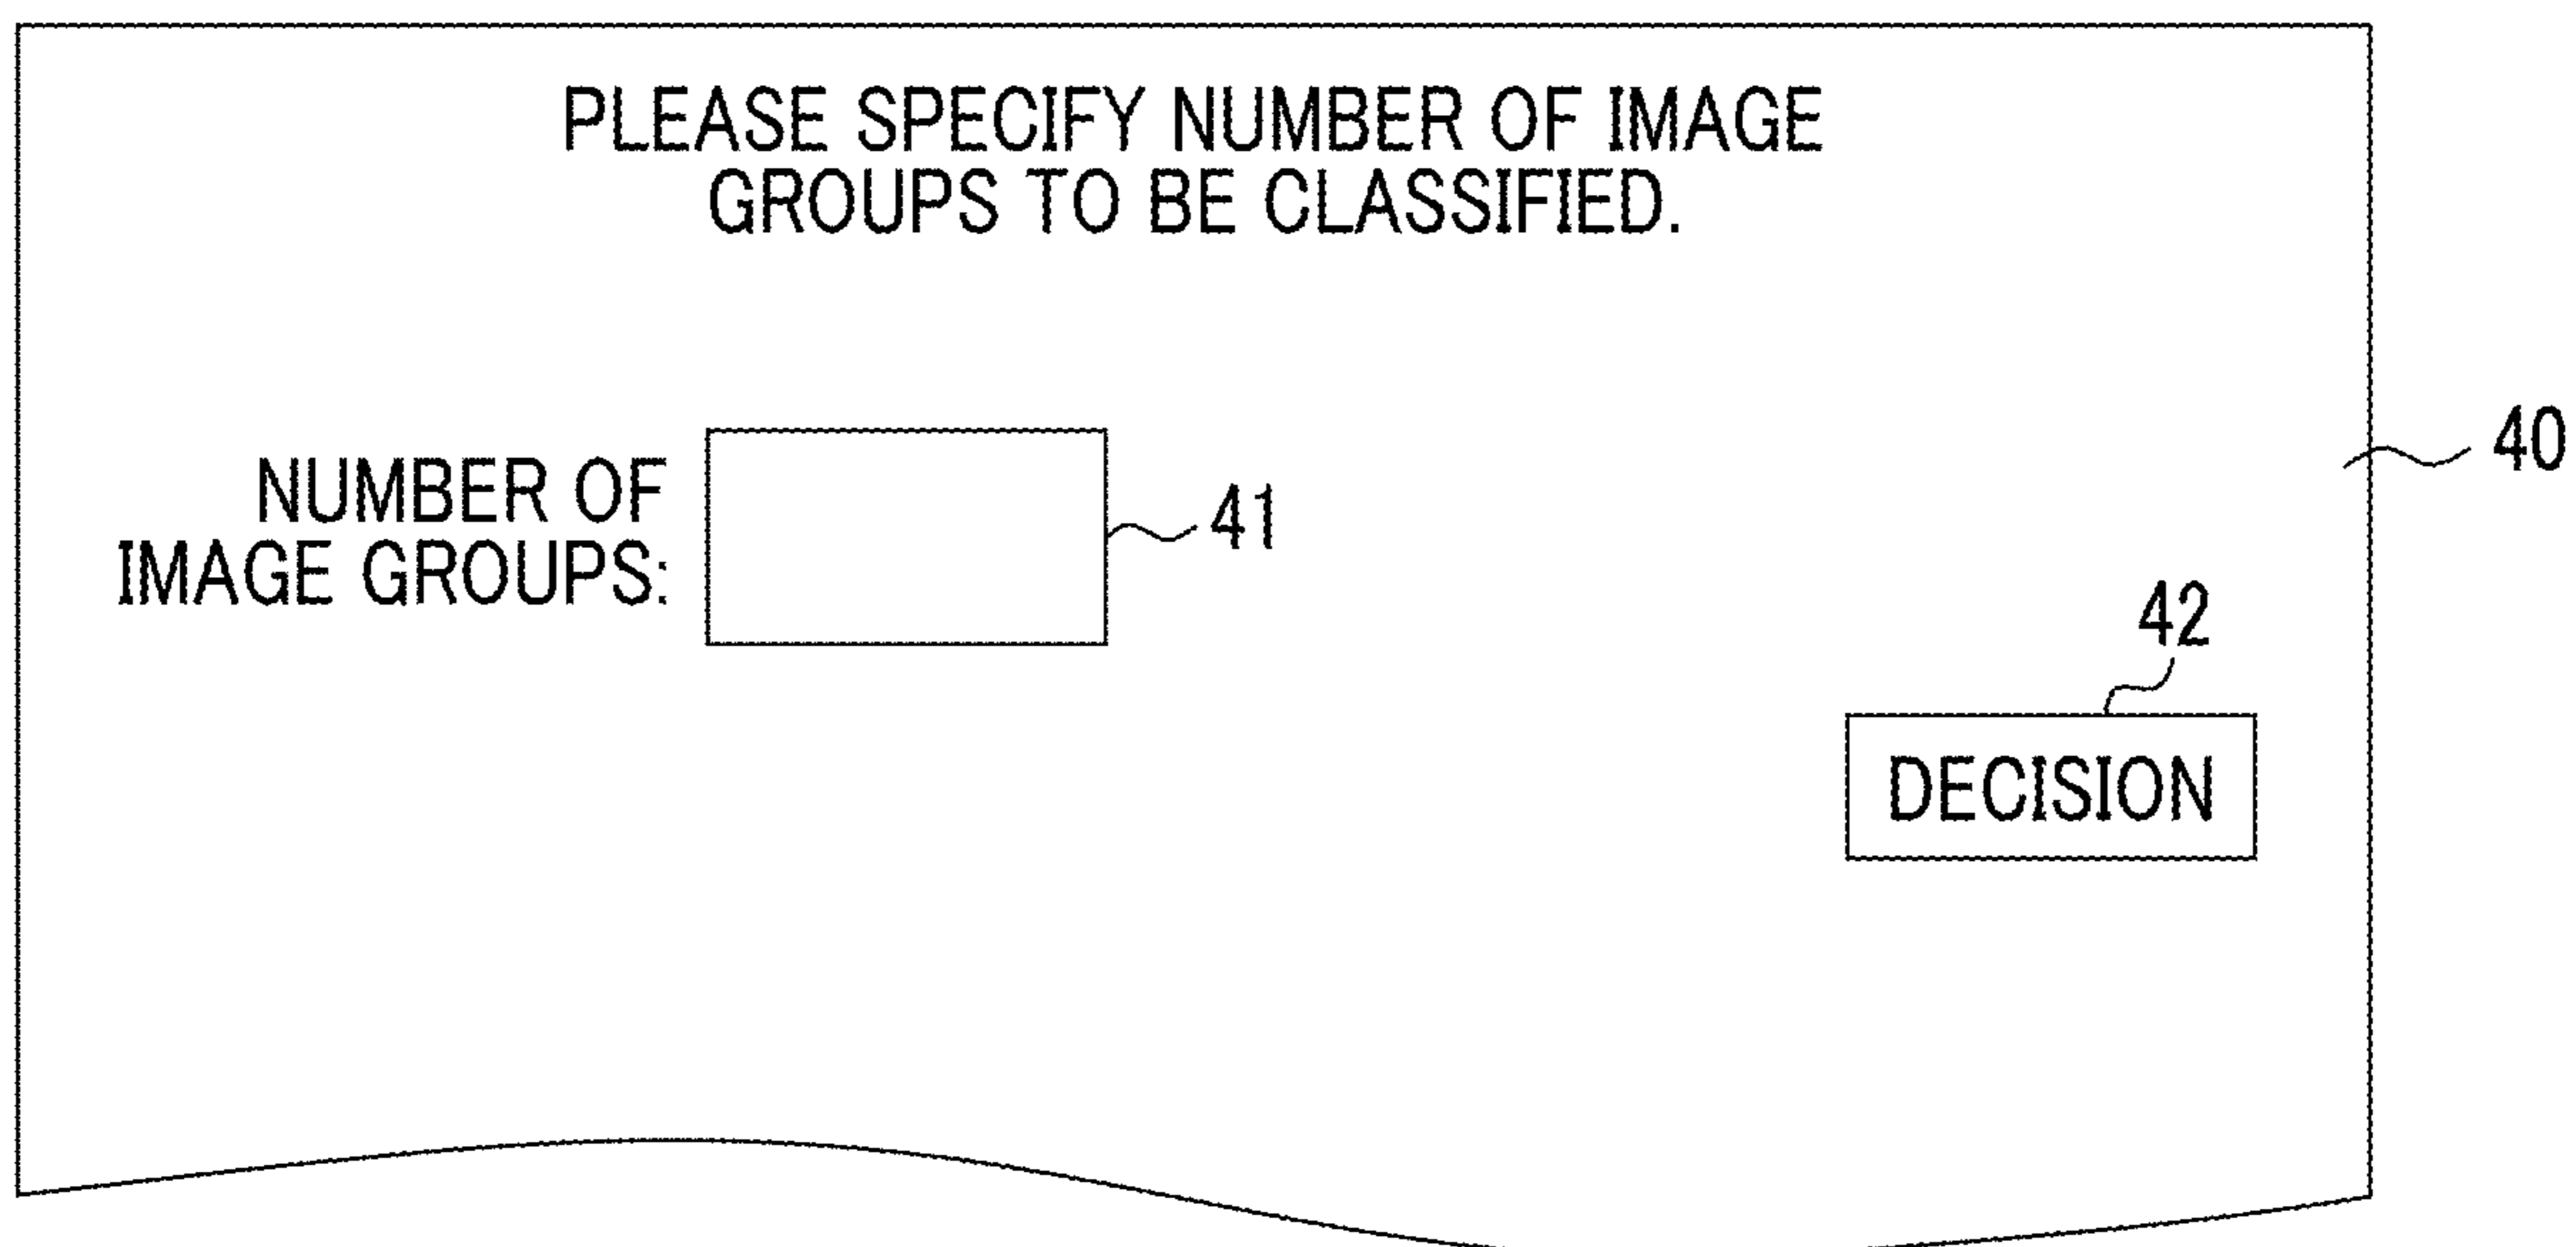 PLEASE SPECIFY NUMBER OF IMAGE
GROUPS TO BE CLASSIFIED.
40
NUMBER OF
IMAGE GROUPS:
41
42
DECISION